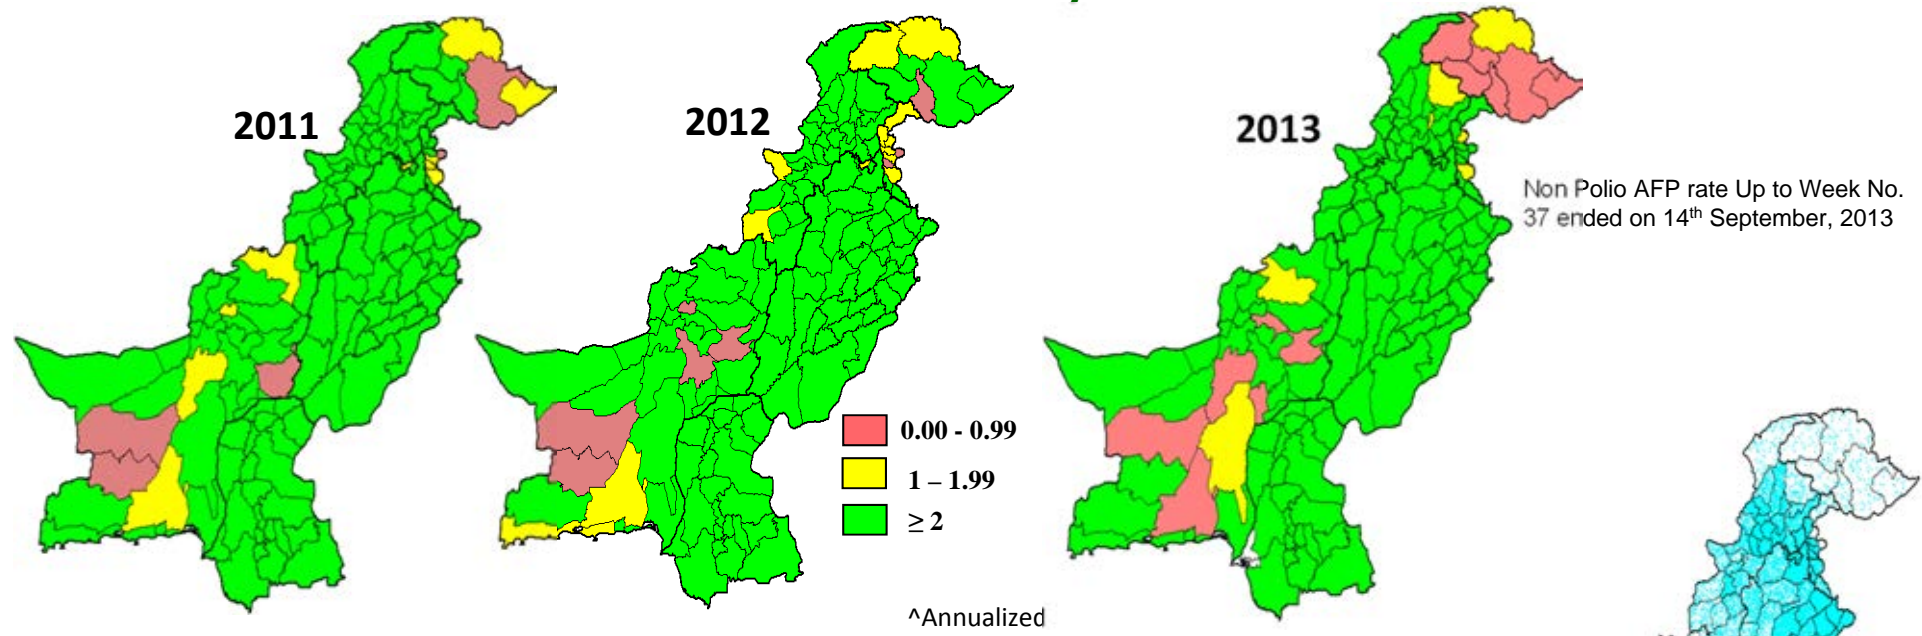 2011
2012
2013
Non Polio AFP rate Up to Week No.
37 ended on 14th September, 2013
0.00 - 0.99
1 – 1.99
≥ 2
^Annualized